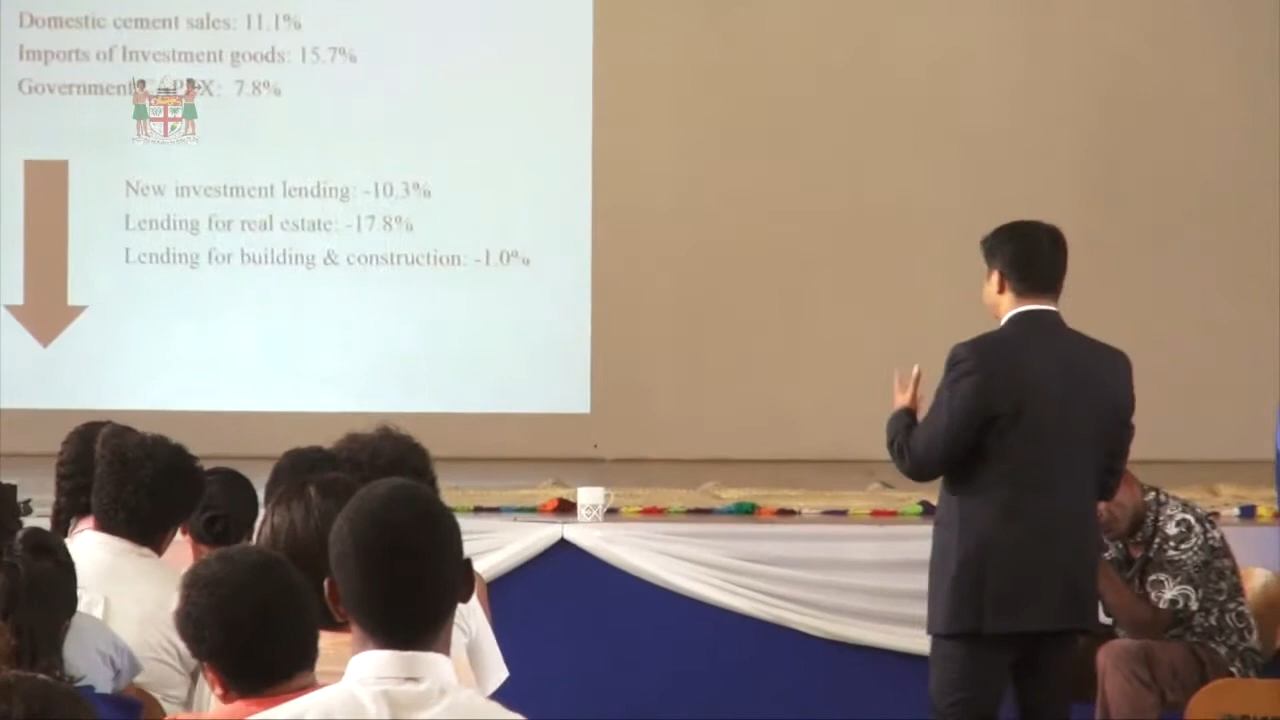 Domestic cement sales: 11.1%
Imports of Investment goods: 15.7%
Government CAPEX: 7.8%
New investment lending: -10.3%
Lending for real estate: -17.8%
Lending for building & construction: -1.0%